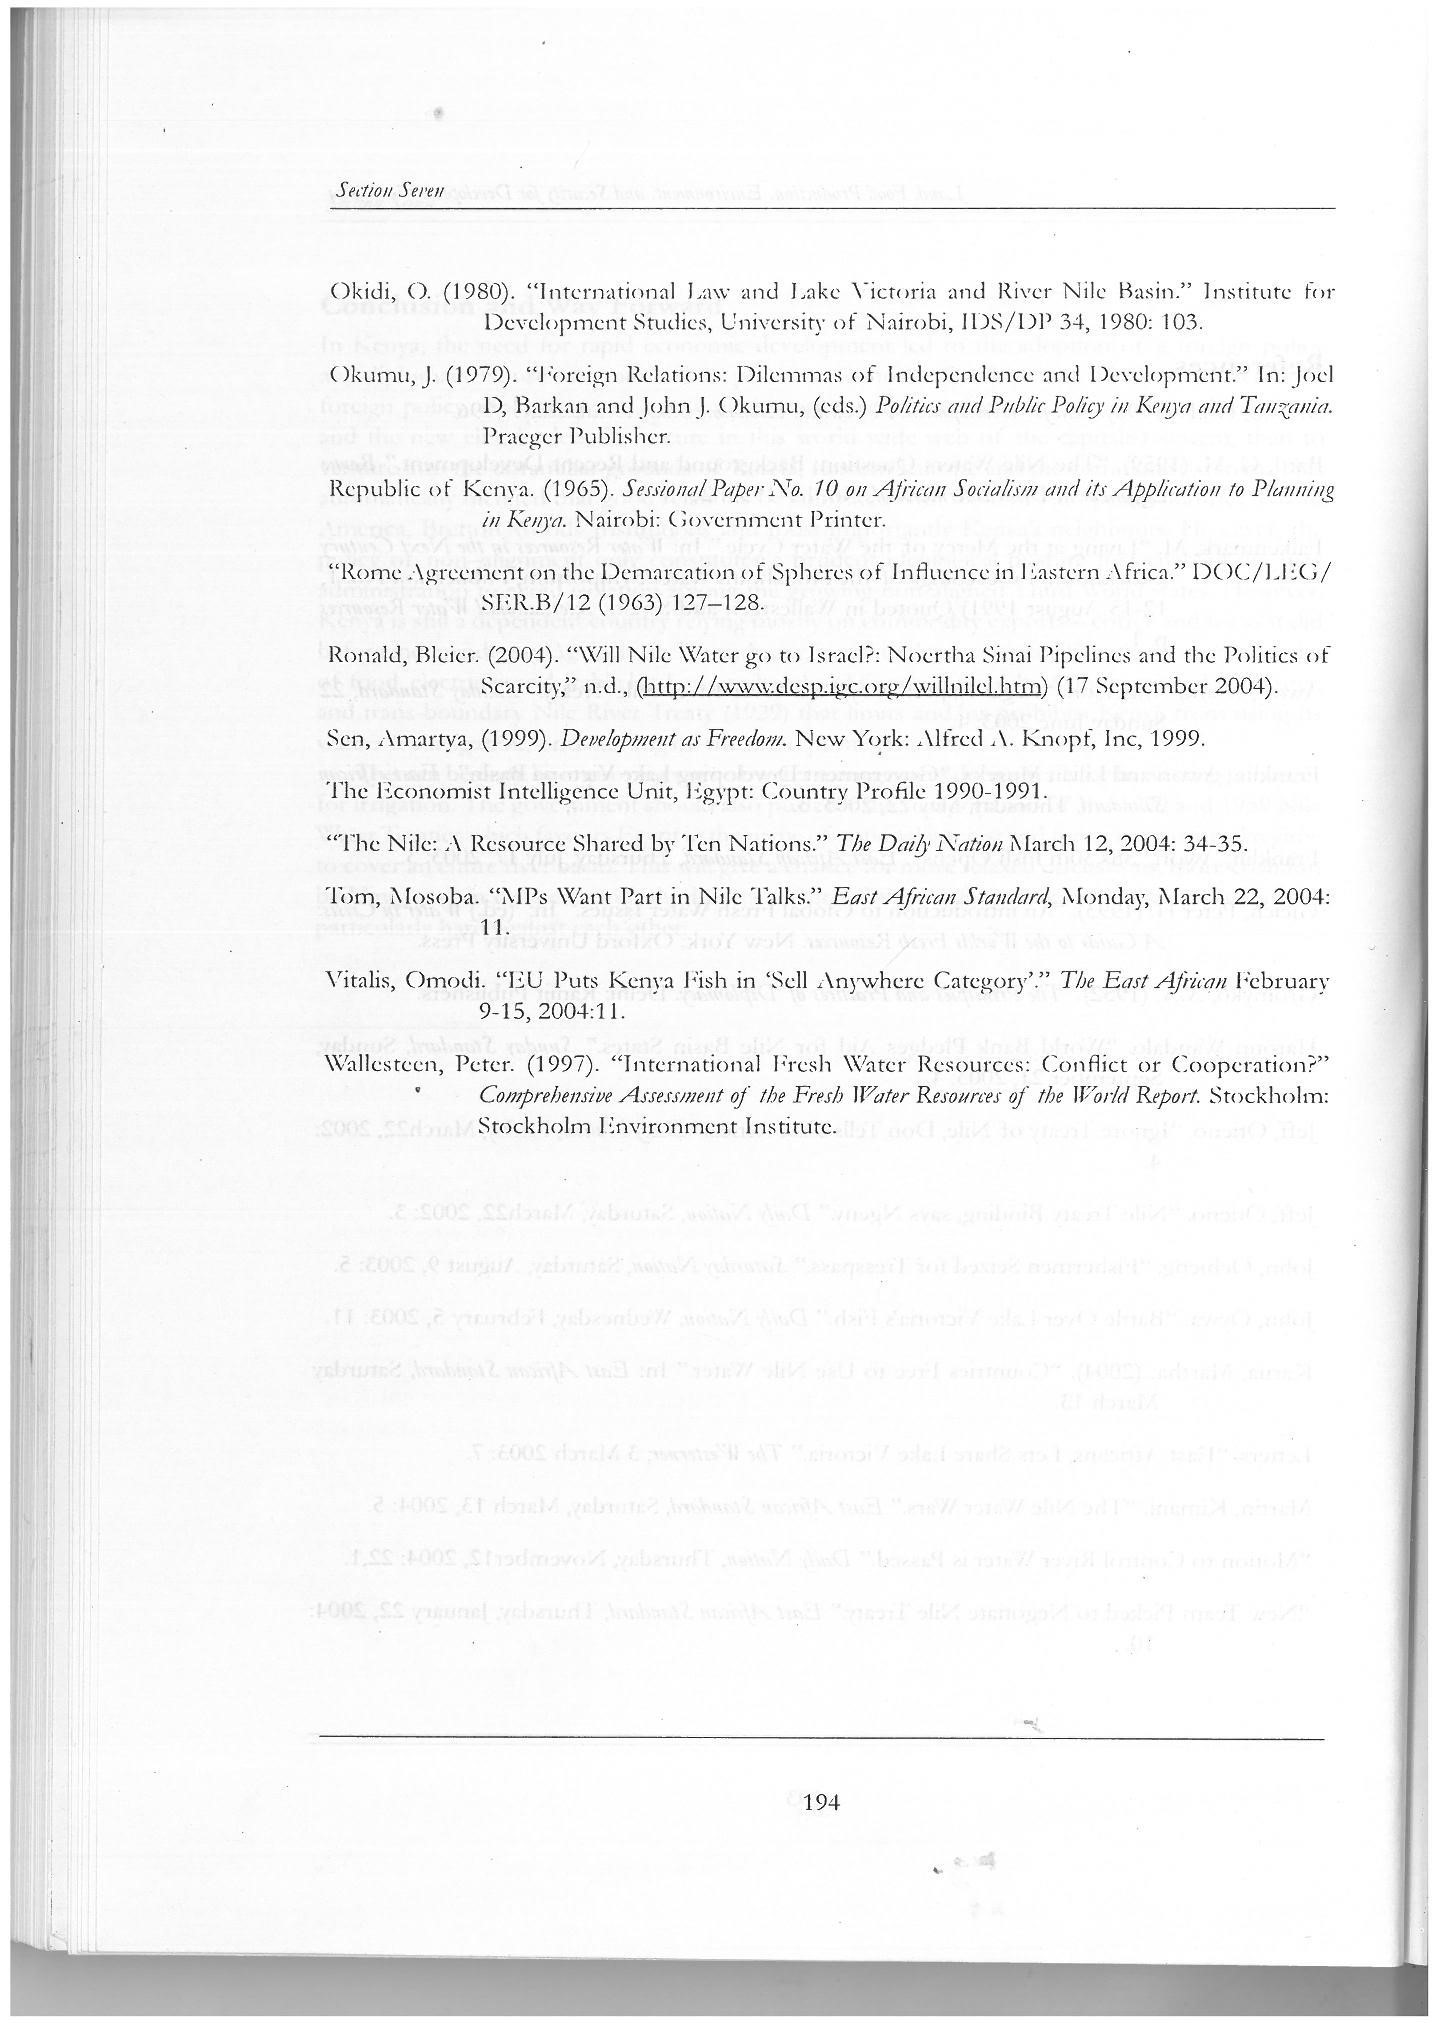 Section Seven
Okidi, O. (1980). “International Law and Lake Victoria and River Nile Basin.” Institute for
Development Studies, University of Nairobi, IDS/DP 34, 1980: 103.
Okumu, J. (1979). “Foreign Relations: Dilemmas of Independence and Development.” In: Joel
D, Barkan and John J. Okumu, (eds.) Politics and Public Policy in Kenya and Tanzania.
Praeger Publisher.
Republic of Kenya. (1965). Sessional Paper No. 10 on African Socialism and its Application to Planning
in Kenya. Nairobi: Government Printer.
“Rome Agreement on the Demarcation of Spheres of Influence in Eastern Africa.” DOC/LEG/
SER.B/12 (1963) 127–128.
Ronald, Bleier. (2004). “Will Nile Water go to Israel?: Noertha Sinai Pipelines and the Politics of
Scarcity,” n.d., (http://www.desp.igc.org/willnilel.htm) (17 September 2004).
Sen, Amartya, (1999). Development as Freedom. New York: Alfred A. Knopf, Inc, 1999.
The Economist Intelligence Unit, Egypt: Country Profile 1990-1991.
“The Nile: A Resource Shared by Ten Nations.” The Daily Nation March 12, 2004: 34-35.
Tom, Mosoba. “MPs Want Part in Nile Talks.” East African Standard, Monday, March 22, 2004:
11.
Vitalis, Omodi. “EU Puts Kenya Fish in ‘Sell Anywhere Category’.” The East African February
9-15, 2004:11.
Wallesteen, Peter. (1997). “International Fresh Water Resources: Conflict or Cooperation?”
Comprehensive Assessment of the Fresh Water Resources of the World Report. Stockholm:
Stockholm Environment Institute.
194